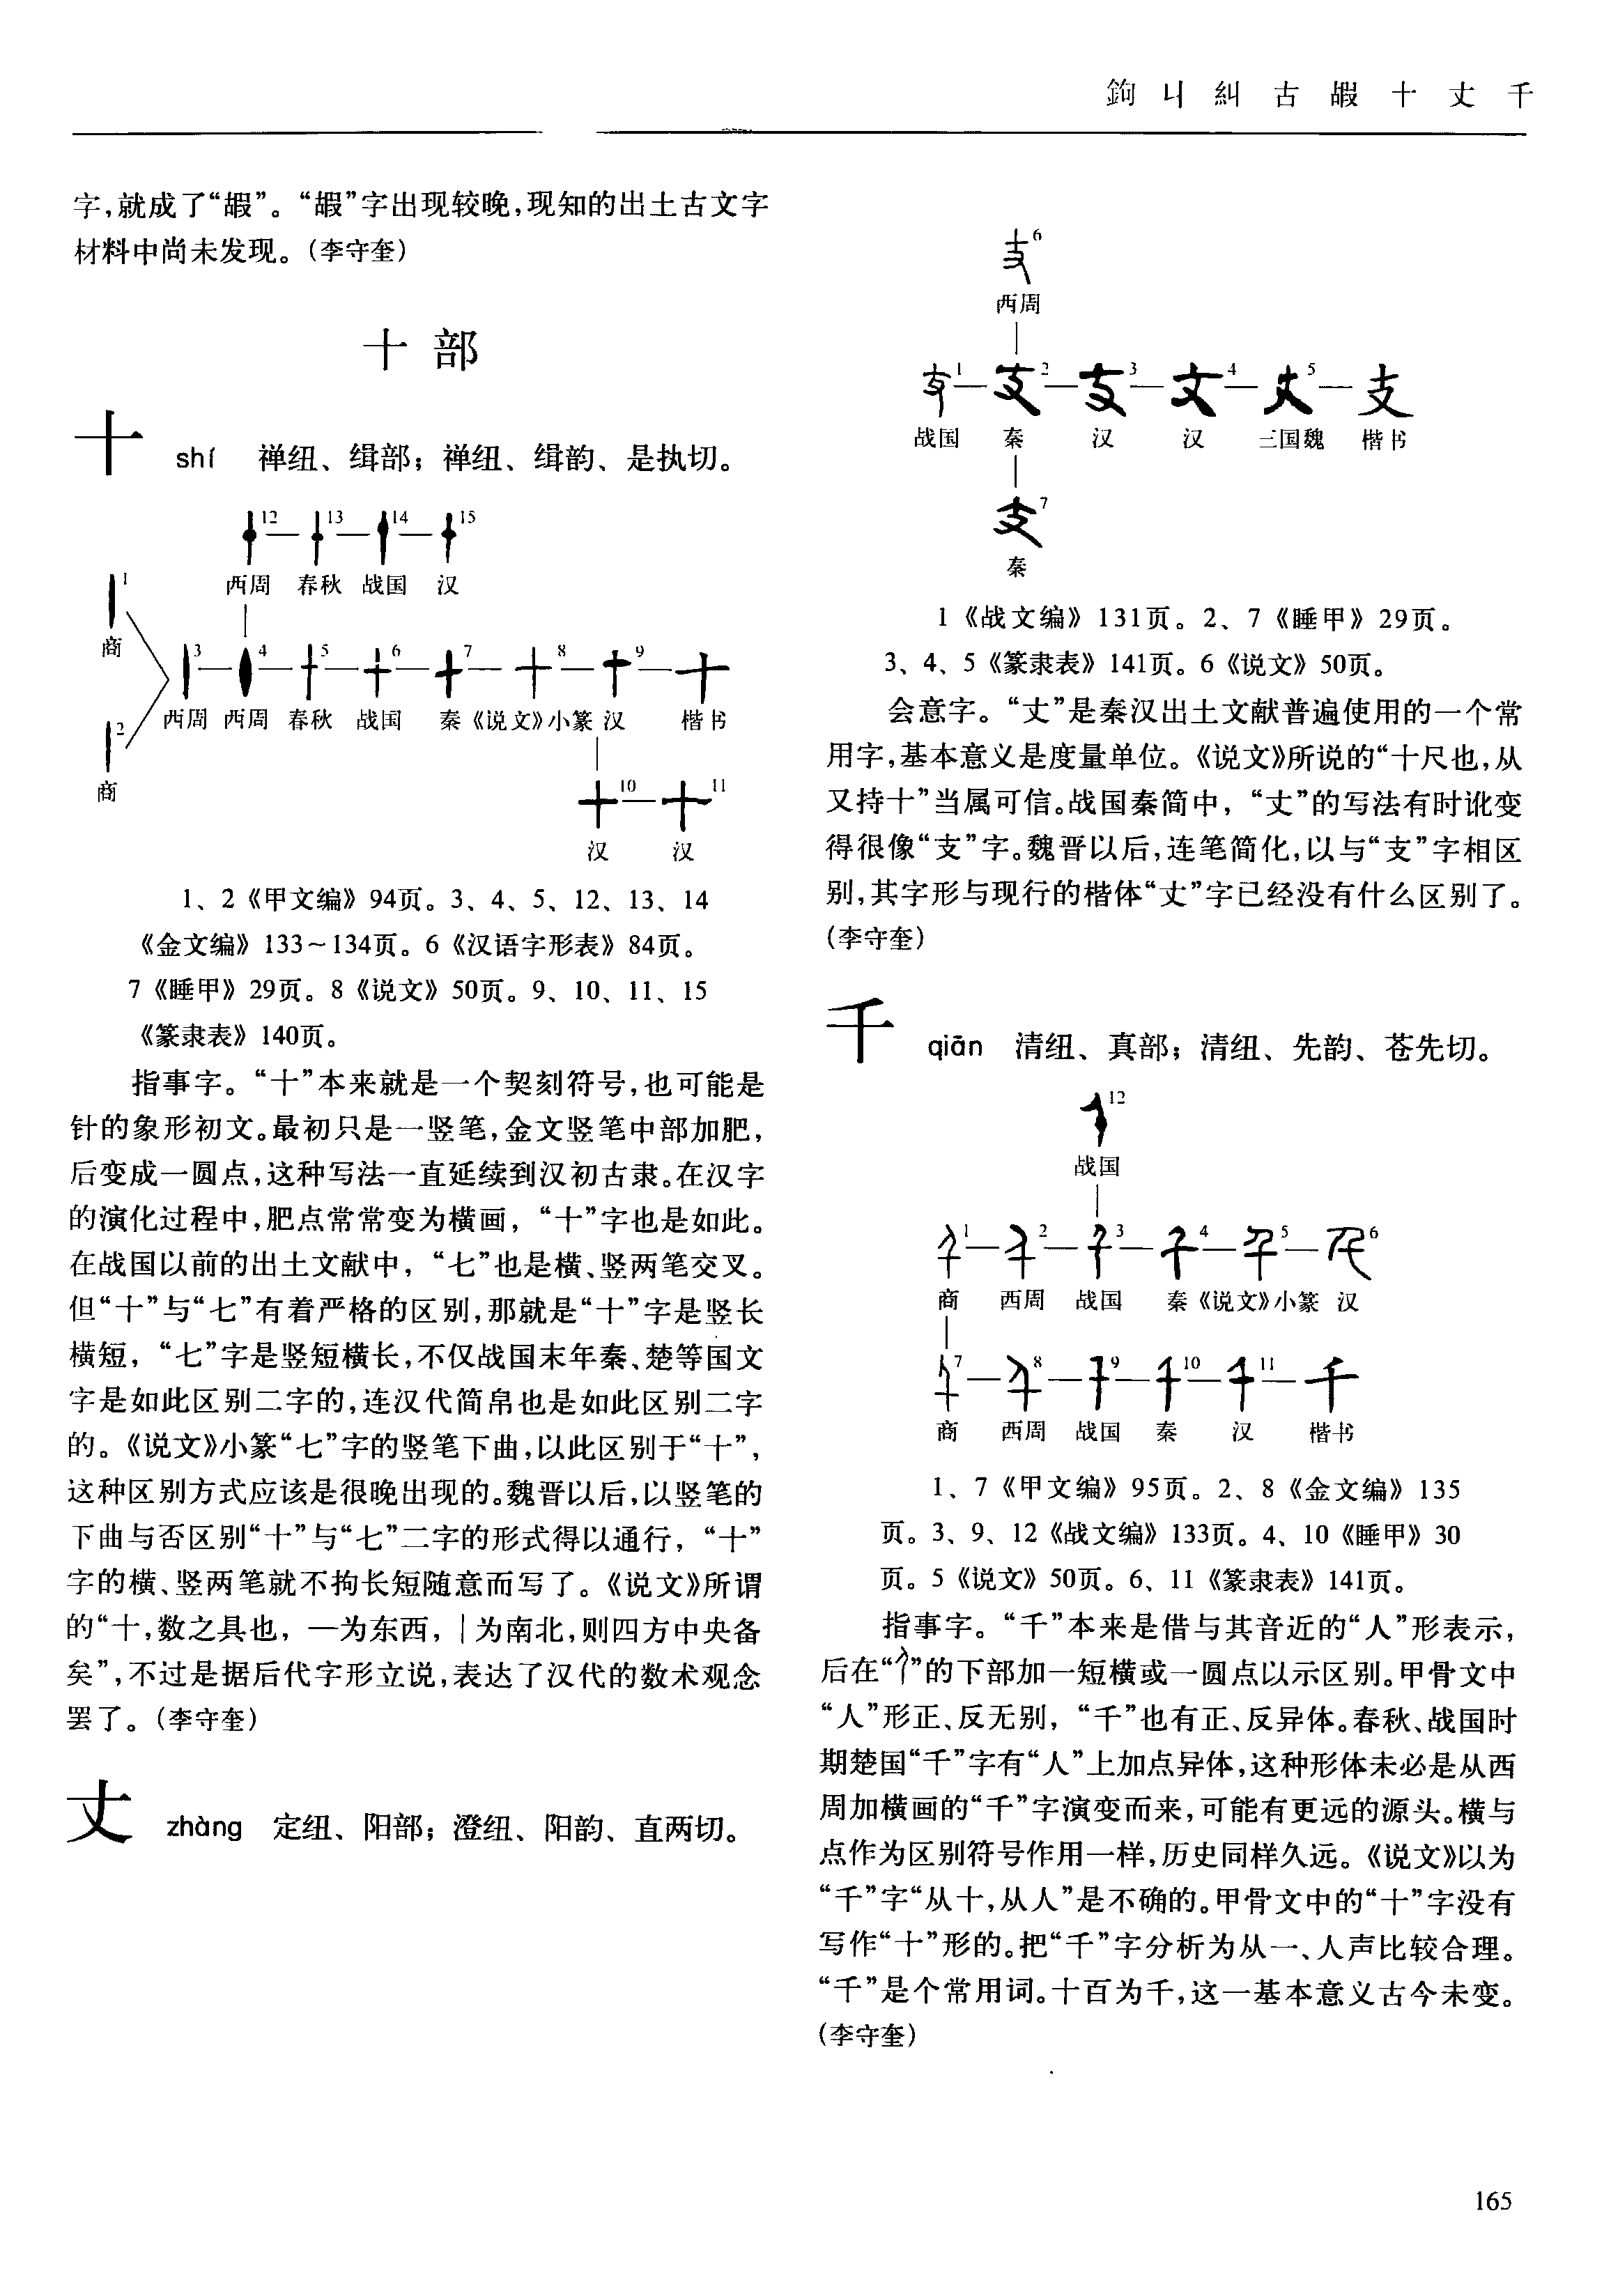 鉤 丩 糾 古 嘏 十 丈 千
字，就成了“嘏”。“嘏”字出现较晚，现知的出土古文字
材料中尚未发现。（李守奎）
十 部
十 shí 禅纽、缉部；禅纽、缉韵、是执切。
12 13 14 15
西周 春秋 战国 汉
1
商
3 4 5 6 7 十8 9 十
2 西周 西周 春秋 战国 秦 《说文》小篆 汉 楷书
商
10 11
汉 汉
1、2《甲文编》94页。3、4、5、12、13、14
《金文编》133～134页。6《汉语字形表》84页。
7《睡甲》29页。8《说文》50页。9、10、11、15
《篆隶表》140页。
指事字。“十”本来就是一个契刻符号，也可能是
针的象形初文。最初只是一竖笔，金文竖笔中部加肥，
后变成一圆点，这种写法一直延续到汉初古隶。在汉字
的演化过程中，肥点常常变为横画，“十”字也是如此。
在战国以前的出土文献中，“七”也是横、竖两笔交叉。
但“十”与“七”有着严格的区别，那就是“十”字是竖长
横短，“七”字是竖短横长，不仅战国末年秦、楚等国文
字是如此区别二字的，连汉代简帛也是如此区别二字
的。《说文》小篆“七”字的竖笔下曲，以此区别于“十”，
这种区别方式应该是很晚出现的。魏晋以后，以竖笔的
下曲与否区别“十”与“七”二字的形式得以通行，“十”
字的横、竖两笔就不拘长短随意而写了。《说文》所谓
的“十，数之具也，一为东西，丨为南北，则四方中央备
矣”，不过是据后代字形立说，表达了汉代的数术观念
罢了。（李守奎）
丈 zhàng 定纽、阳部；澄纽、阳韵、直两切。
6
西周
1 2 3 4 5 支
战国 秦 汉 汉 三国魏 楷书
7
秦
1《战文编》131页。2、7《睡甲》29页。
3、4、5《篆隶表》141页。6《说文》50页。
会意字。“丈”是秦汉出土文献普遍使用的一个常
用字，基本意义是度量单位。《说文》所说的“十尺也，从
又持十”当属可信。战国秦简中，“丈”的写法有时讹变
得很像“支”字。魏晋以后，连笔简化，以与“支”字相区
别，其字形与现行的楷体“丈”字已经没有什么区别了。
（李守奎）
千 qiān 清纽、真部；清纽、先韵、苍先切。
12
战国
1 2 3 4 5 6
商 西周 战国 秦 《说文》小篆 汉
7 8 9 10 11 千
商 西周 战国 秦 汉 楷书
1、7《甲文编》95页。2、8《金文编》135
页。3、9、12《战文编》133页。4、10《睡甲》30
页。5《说文》50页。6、11《篆隶表》141页。
指事字。“千”本来是借与其音近的“人”形表示，
后在“”的下部加一短横或一圆点以示区别。甲骨文中
“人”形正、反无别，“千”也有正、反异体。春秋、战国时
期楚国“千”字有“人”上加点异体，这种形体未必是从西
周加横画的“千”字演变而来，可能有更远的源头。横与
点作为区别符号作用一样，历史同样久远。《说文》以为
“千”字“从十，从人”是不确的。甲骨文中的“十”字没有
写作“十”形的。把“千”字分析为从一、人声比较合理。
“千”是个常用词。十百为千，这一基本意义古今未变。
（李守奎）
165